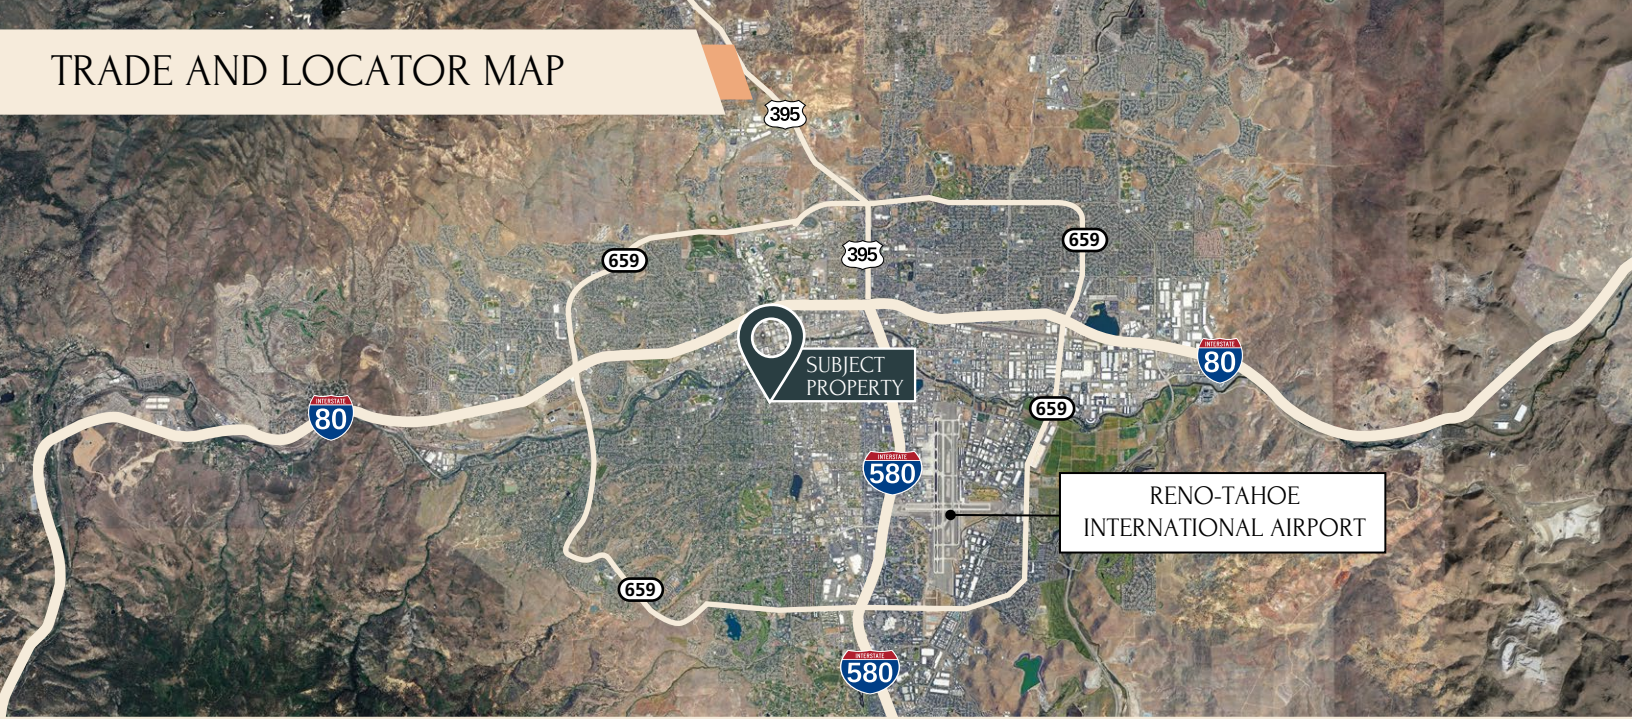 TRADE AND LOCATOR MAP
395
659
395
659
SUBJECT
PROPERTY
INTERSTATE
80
INTERSTATE
80
659
INTERSTATE
580
RENO-TAHOE
INTERNATIONAL AIRPORT
659
INTERSTATE
580